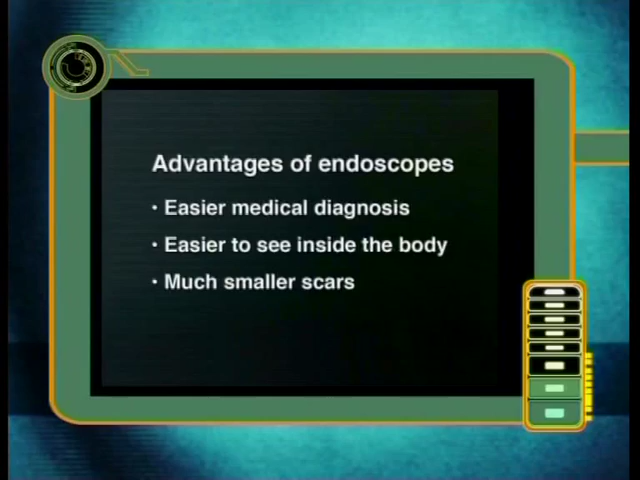 Advantages of endoscopes
• Easier medical diagnosis
• Easier to see inside the body
• Much smaller scars